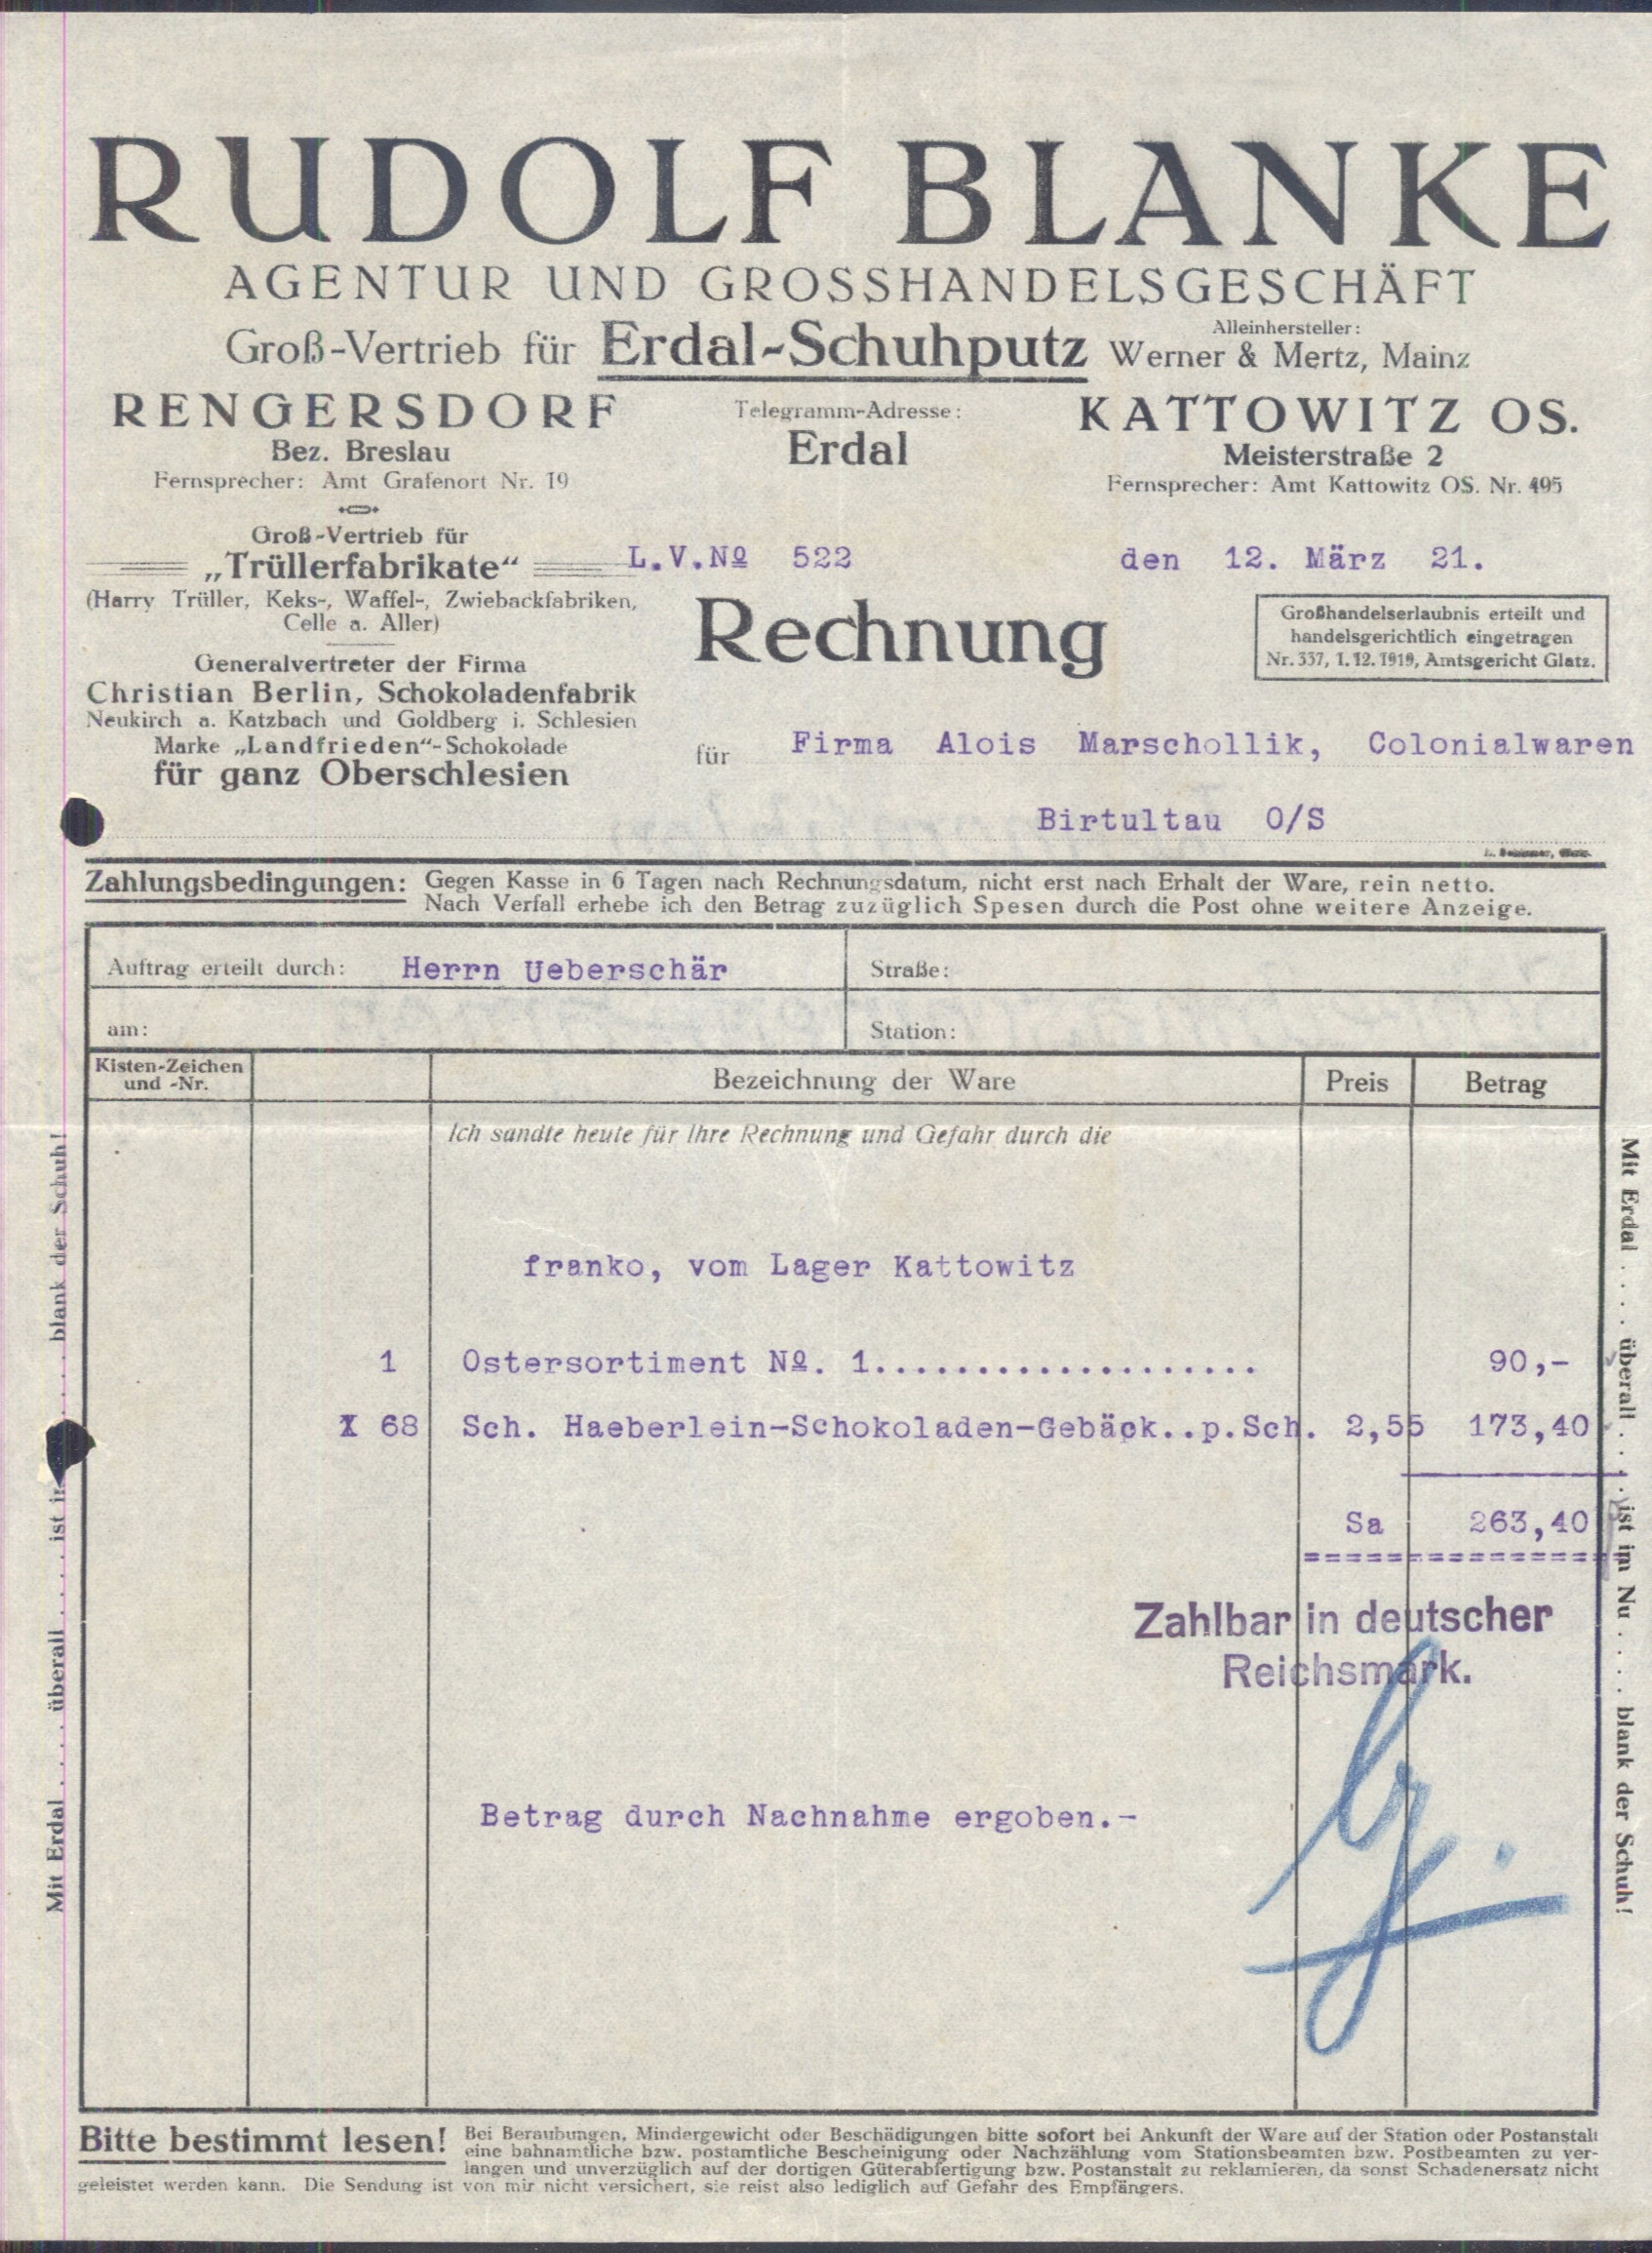 RUDOLF BLANKE
AGENTUR UND GROSSHANDELSGESCHÄFT
Groß-Vertrieb für Erdal-Schuhputz Alleinhersteller: Werner & Mertz, Mainz
RENGERSDORF
Bez. Breslau
Fernsprecher: Amt Grafenort Nr. 19
Telegramm-Adresse:
Erdal
KATTOWITZ OS.
Meisterstraße 2
Fernsprecher: Amt Kattowitz OS. Nr. 495
Groß-Vertrieb für
„Trüllerfabrikate“
(Harry Trüller, Keks-, Waffel-, Zwiebackfabriken,
Celle a. Aller)
Generalvertreter der Firma
Christian Berlin, Schokoladenfabrik
Neukirch a. Katzbach und Goldberg i. Schlesien
Marke „Landfrieden“-Schokolade
für ganz Oberschlesien
L.V.Nº 522
den 12. März 21.
Rechnung
Großhandelserlaubnis erteilt und
handelsgerichtlich eingetragen
Nr. 337, 1.12.1919, Amtsgericht Glatz.
für Firma Alois Marschollik, Colonialwaren
Birtultau O/S
Zahlungsbedingungen: Gegen Kasse in 6 Tagen nach Rechnungsdatum, nicht erst nach Erhalt der Ware, rein netto.
Nach Verfall erhebe ich den Betrag zuzüglich Spesen durch die Post ohne weitere Anzeige.
Auftrag erteilt durch: Herrn Ueberschär
Straße:
am:
Station:
Kisten-Zeichen
und -Nr.
Bezeichnung der Ware
Preis
Betrag
Ich sandte heute für Ihre Rechnung und Gefahr durch die
franko, vom Lager Kattowitz
1 Ostersortiment Nº. 1................... 90,-
X 68 Sch. Haeberlein-Schokoladen-Gebäck..p.Sch. 2,55 173,40
Sa 263,40
===============
Zahlbar in deutscher
Reichsmark.
Betrag durch Nachnahme ergoben.-
Mit Erdal .... überall .... ist im Nu .... blank der Schuh!
Bitte bestimmt lesen! Bei Beraubungen, Mindergewicht oder Beschädigungen bitte sofort bei Ankunft der Ware auf der Station oder Postanstalt
eine bahnamtliche bzw. postamtliche Bescheinigung oder Nachzählung vom Stationsbeamten bzw. Postbeamten zu ver-
langen und unverzüglich auf der dortigen Güterabfertigung bzw. Postanstalt zu reklamieren, da sonst Schadenersatz nicht
geleistet werden kann. Die Sendung ist von mir nicht versichert, sie reist also lediglich auf Gefahr des Empfängers.
Mit Erdal .... überall .... ist i .... blank der Schuh!